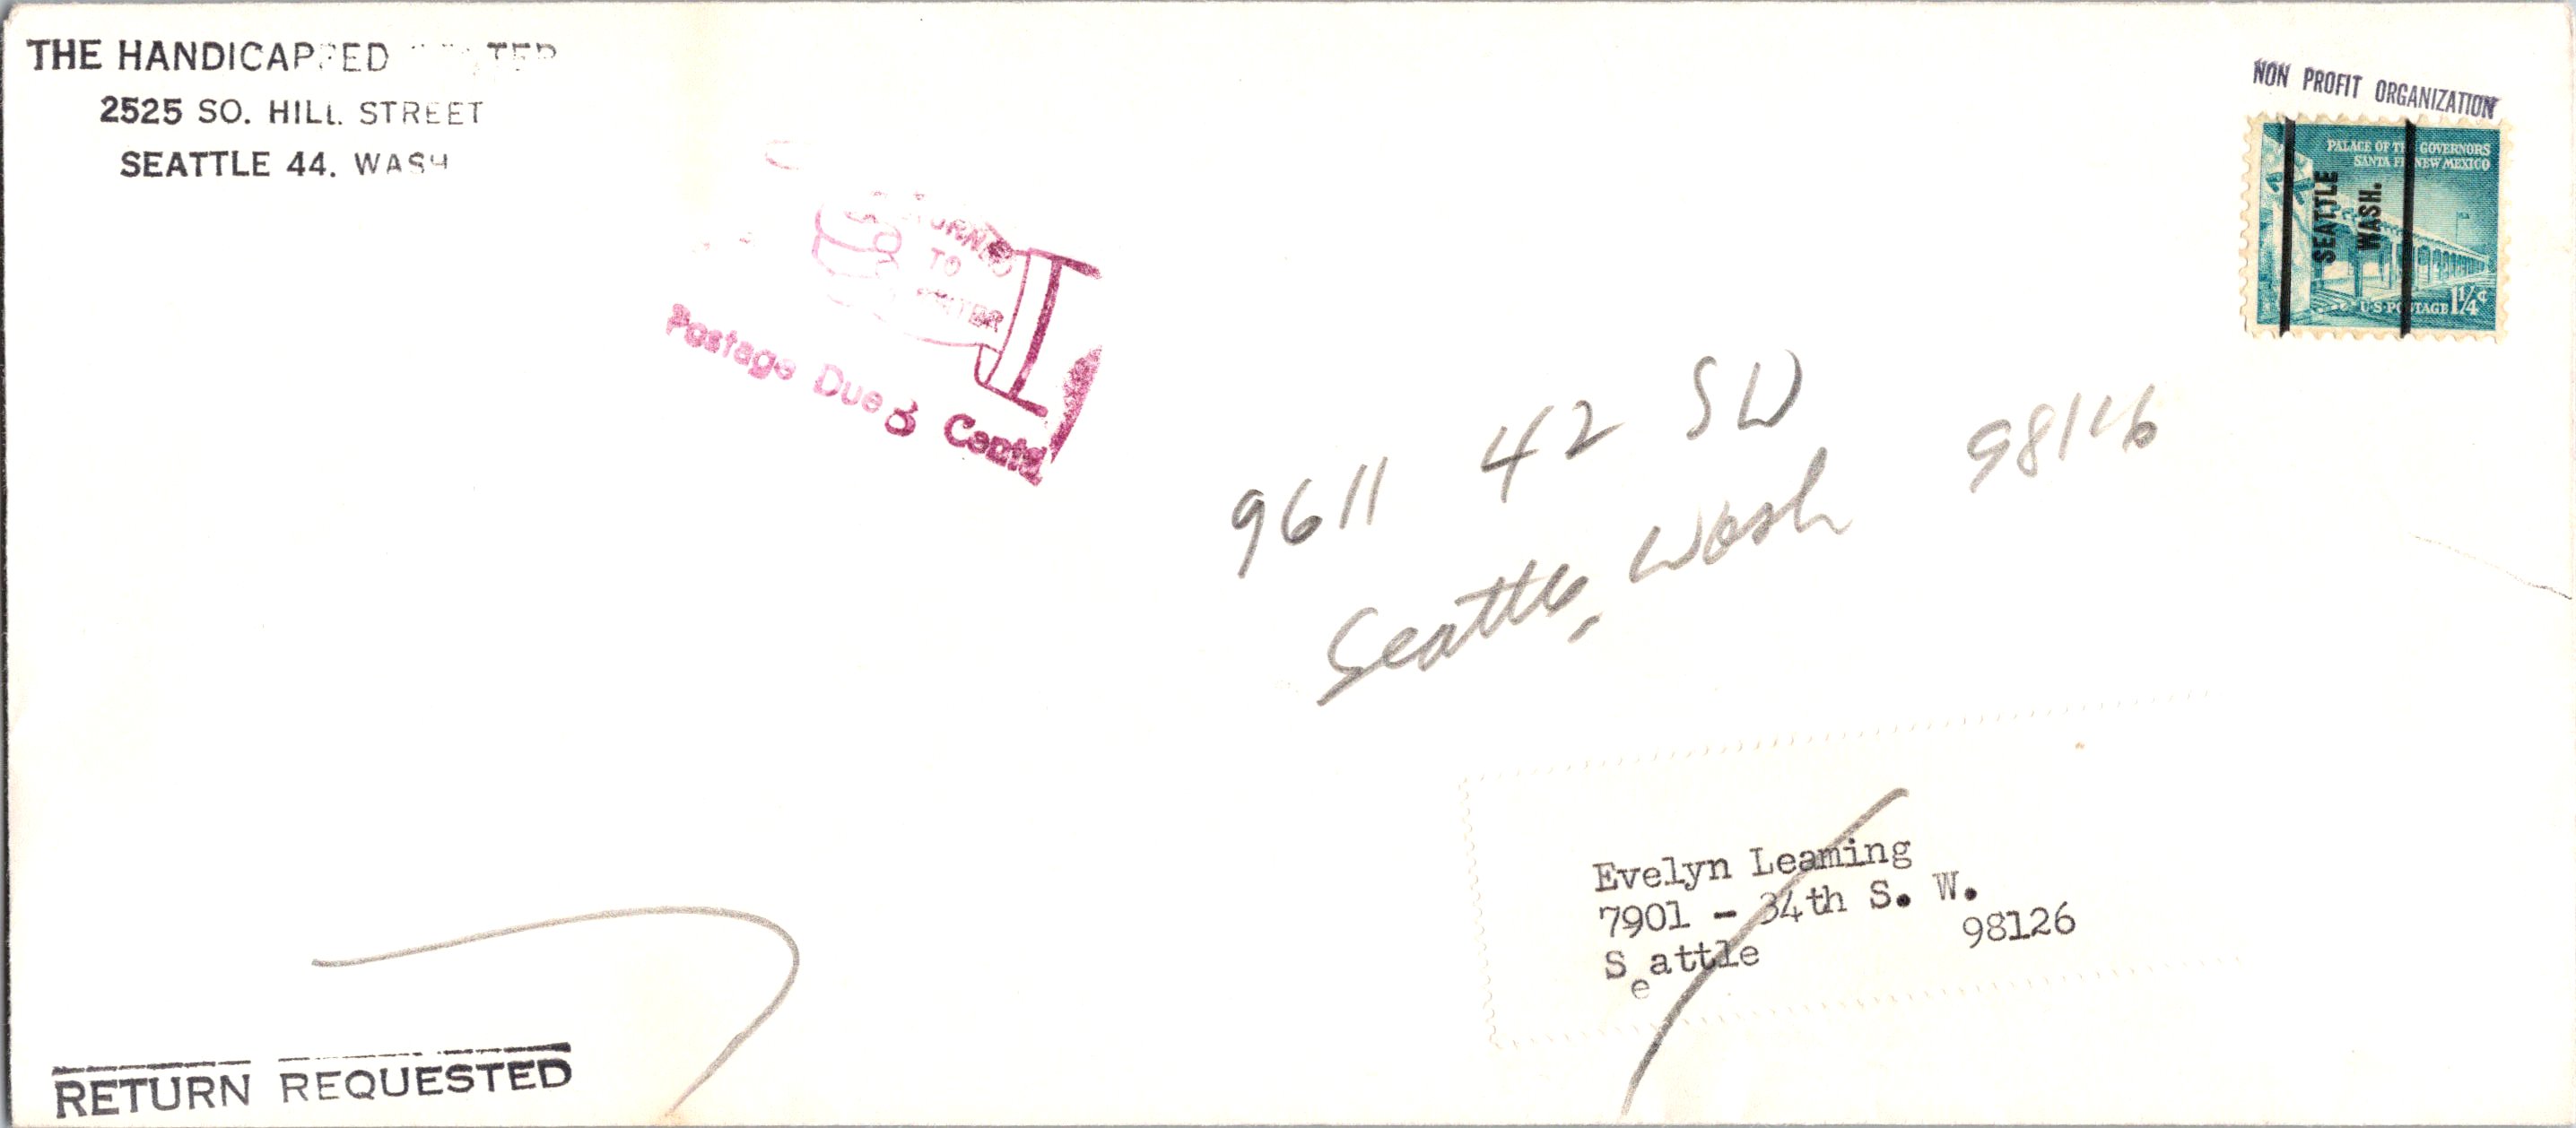 THE HANDICAPPED
2525 SO. HILL STREET
SEATTLE 44, WASH
NON PROFIT ORGANIZATION
PALACE OF THE GOVERNORS
SANTA FE NEW MEXICO
SEATTLE
WASH.
U·S·POSTAGE 1¼¢
TO
Postage Due 8 Cents
9611 42 SW
Seattle, Wash 98126
Evelyn Leaming
7901 - 34th S. W.
Seattle 98126
RETURN REQUESTED